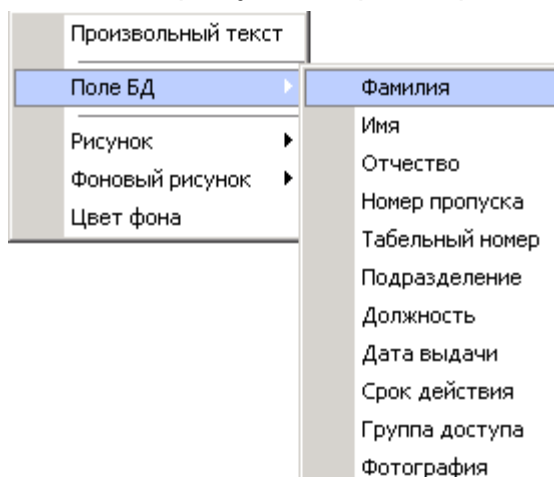 Произвольный текст
Поле БД
Рисунок
Фоновый рисунок
Цвет фона
Фамилия
Имя
Отчество
Номер пропуска
Табельный номер
Подразделение
Должность
Дата выдачи
Срок действия
Группа доступа
Фотография